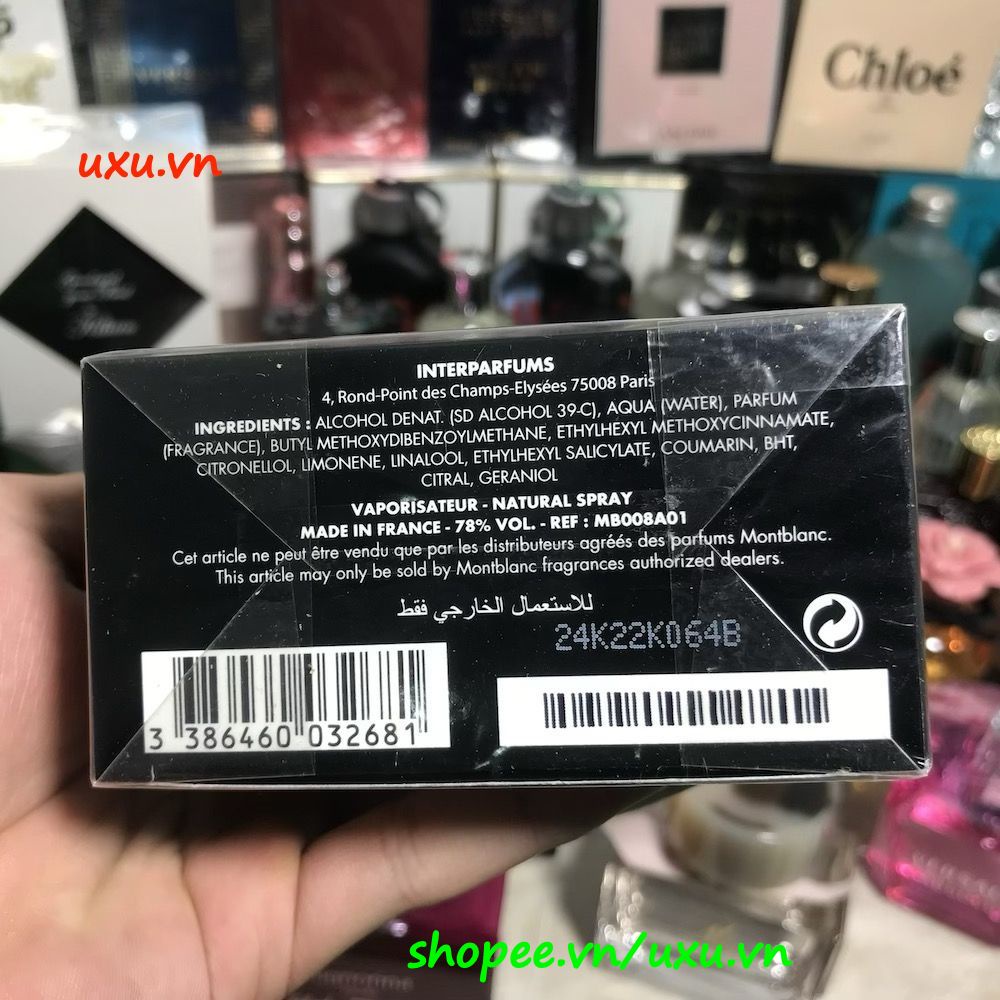 Chloé
uxu.vn
INTERPARFUMS
4, Rond-Point des Champs-Elysées 75008 Paris
INGREDIENTS : ALCOHOL DENAT. (SD ALCOHOL 39-C), AQUA (WATER), PARFUM
(FRAGRANCE), BUTYL METHOXYDIBENZOYLMETHANE, ETHYLHEXYL METHOXYCINNAMATE,
CITRONELLOL, LIMONENE, LINALOOL, ETHYLHEXYL SALICYLATE, COUMARIN, BHT,
CITRAL, GERANIOL
VAPORISATEUR - NATURAL SPRAY
MADE IN FRANCE - 78% VOL. - REF : MB008A01
Cet article ne peut être vendu que par les distributeurs agréés des parfums Montblanc.
This article may only be sold by Montblanc fragrances authorized dealers.
للاستعمال الخارجي فقط
24K22K064B
3 386460 032681
shopee.vn/uxu.vn